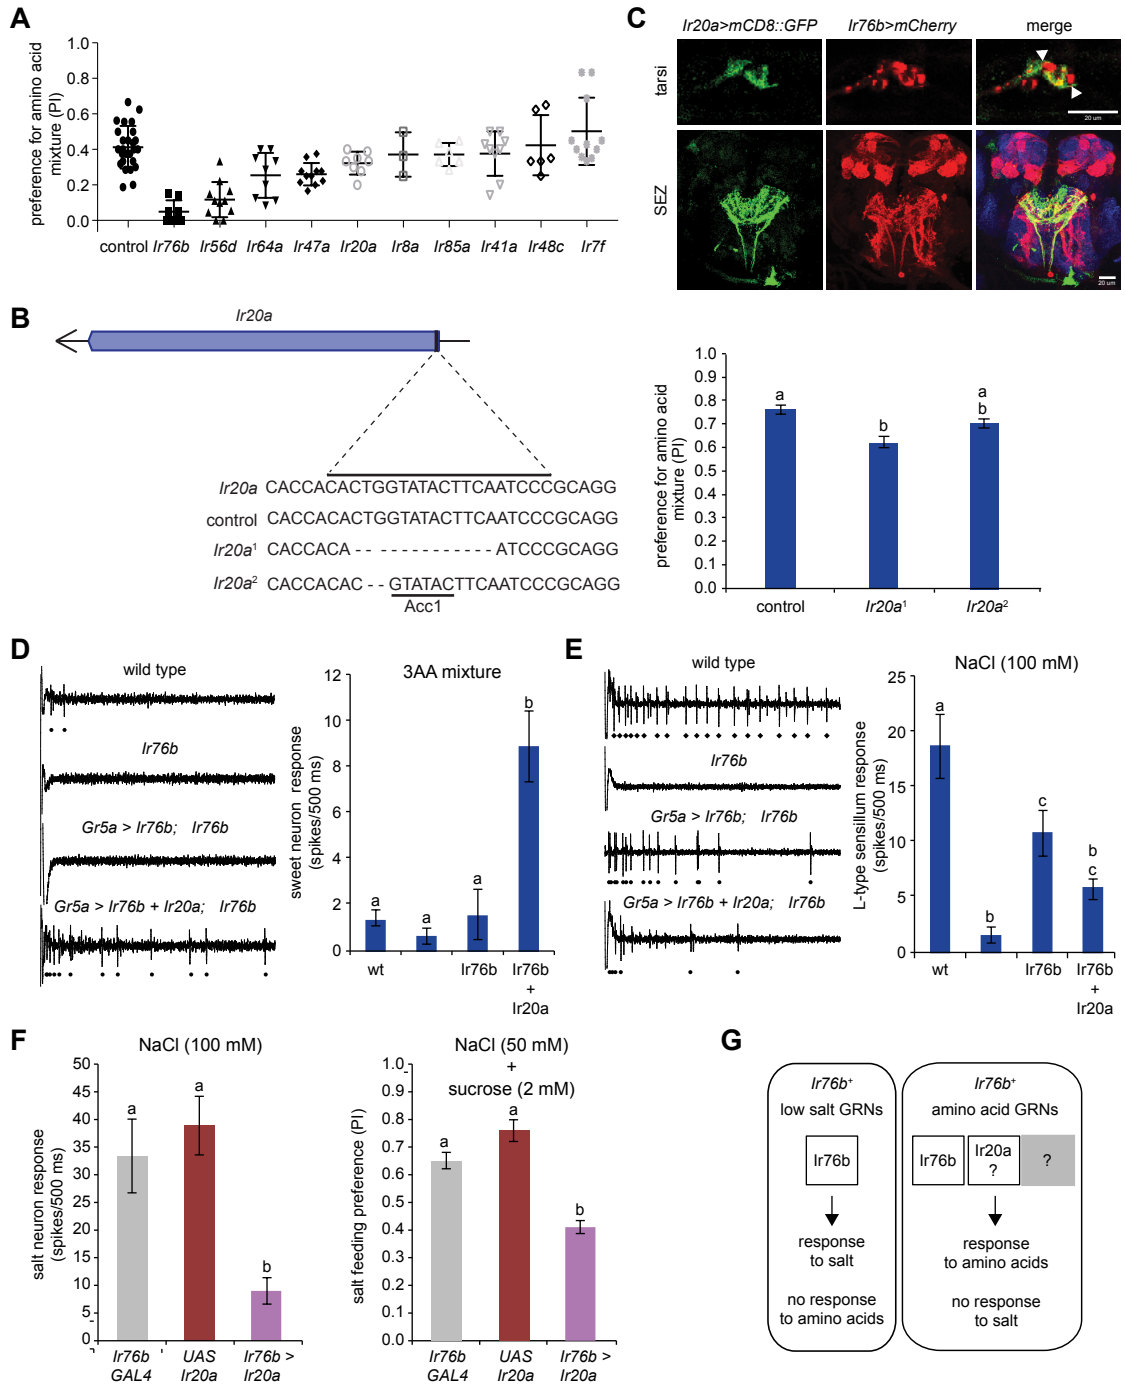 A
preference for amino acid
mixture (PI)
1.0
0.8
0.6
0.4
0.2
0.0
control
Ir76b
Ir56d
Ir64a
Ir47a
Ir20a
Ir8a
Ir85a
Ir41a
Ir48c
Ir7f
C
Ir20a>mCD8::GFP
Ir76b>mCherry
merge
tarsi
20 um
SEZ
20 um
B
Ir20a
Ir20a CACCACACTGGTATACTTCAATCCCGCAGG
control CACCACACTGGTATACTTCAATCCCGCAGG
Ir20a¹ CACCACA - - - - - - - - - - - - - - ATCCCGCAGG
Ir20a² CACCACAC - - GTATACTTCAATCCCGCAGG
Acc1
preference for amino acid
mixture (PI)
1.0
0.9
0.8
0.7
0.6
0.5
0.4
0.3
0.2
0.1
0.0
a
b
a
b
control
Ir20a¹
Ir20a²
D
wild type
Ir76b
Gr5a > Ir76b; Ir76b
Gr5a > Ir76b + Ir20a; Ir76b
3AA mixture
sweet neuron response
(spikes/500 ms)
12
10
8
6
4
2
0
a
a
a
b
wt
Ir76b
Ir76b
+
Ir20a
E
wild type
Ir76b
Gr5a > Ir76b; Ir76b
Gr5a > Ir76b + Ir20a; Ir76b
NaCl (100 mM)
L-type sensillum response
(spikes/500 ms)
25
20
15
10
5
0
a
b
c
b
c
wt
Ir76b
Ir76b
+
Ir20a
F
NaCl (100 mM)
salt neuron response
(spikes/500 ms)
50
45
40
35
30
25
20
15
10
5
0
a
a
b
Ir76b
GAL4
UAS
Ir20a
Ir76b >
Ir20a
NaCl (50 mM)
+
sucrose (2 mM)
salt feeding preference (PI)
1.0
0.9
0.8
0.7
0.6
0.5
0.4
0.3
0.2
0.1
0.0
a
a
b
Ir76b
GAL4
UAS
Ir20a
Ir76b >
Ir20a
G
Ir76b⁺
low salt GRNs
Ir76b
response
to salt
no response
to amino acids
Ir76b⁺
amino acid GRNs
Ir76b
Ir20a
?
?
response
to amino acids
no response
to salt